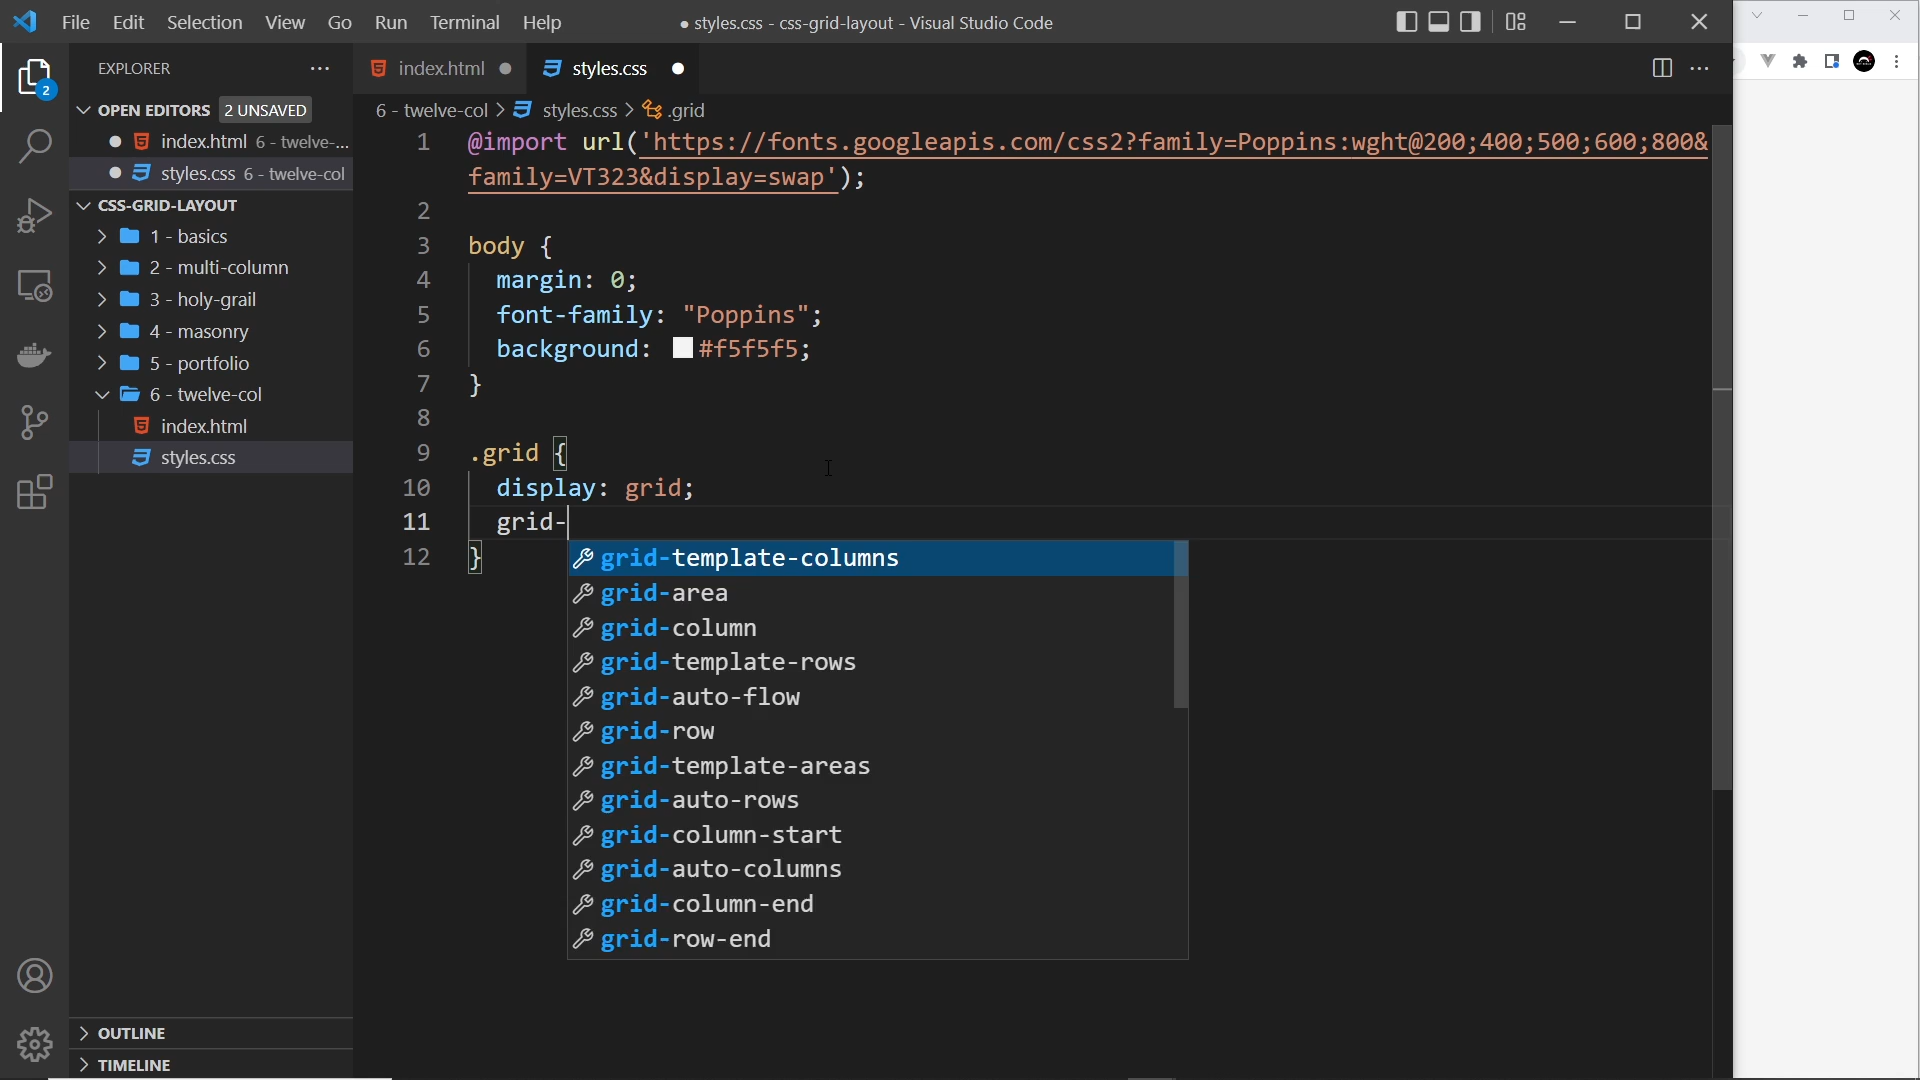 File Edit Selection View Go Run Terminal Help
● styles.css - css-grid-layout - Visual Studio Code
EXPLORER
index.html
styles.css
2
OPEN EDITORS 2 UNSAVED
6 - twelve-col > styles.css > .grid
index.html 6 - twelve-...
styles.css 6 - twelve-col
CSS-GRID-LAYOUT
1 - basics
2 - multi-column
3 - holy-grail
4 - masonry
5 - portfolio
6 - twelve-col
index.html
styles.css
OUTLINE
TIMELINE
1 @import url('https://fonts.googleapis.com/css2?family=Poppins:wght@200;400;500;600;800&
family=VT323&display=swap');
2
3 body {
4 margin: 0;
5 font-family: "Poppins";
6 background: #f5f5f5;
7 }
8
9 .grid {
10 display: grid;
11 grid-
12 }
grid-template-columns
grid-area
grid-column
grid-template-rows
grid-auto-flow
grid-row
grid-template-areas
grid-auto-rows
grid-column-start
grid-auto-columns
grid-column-end
grid-row-end